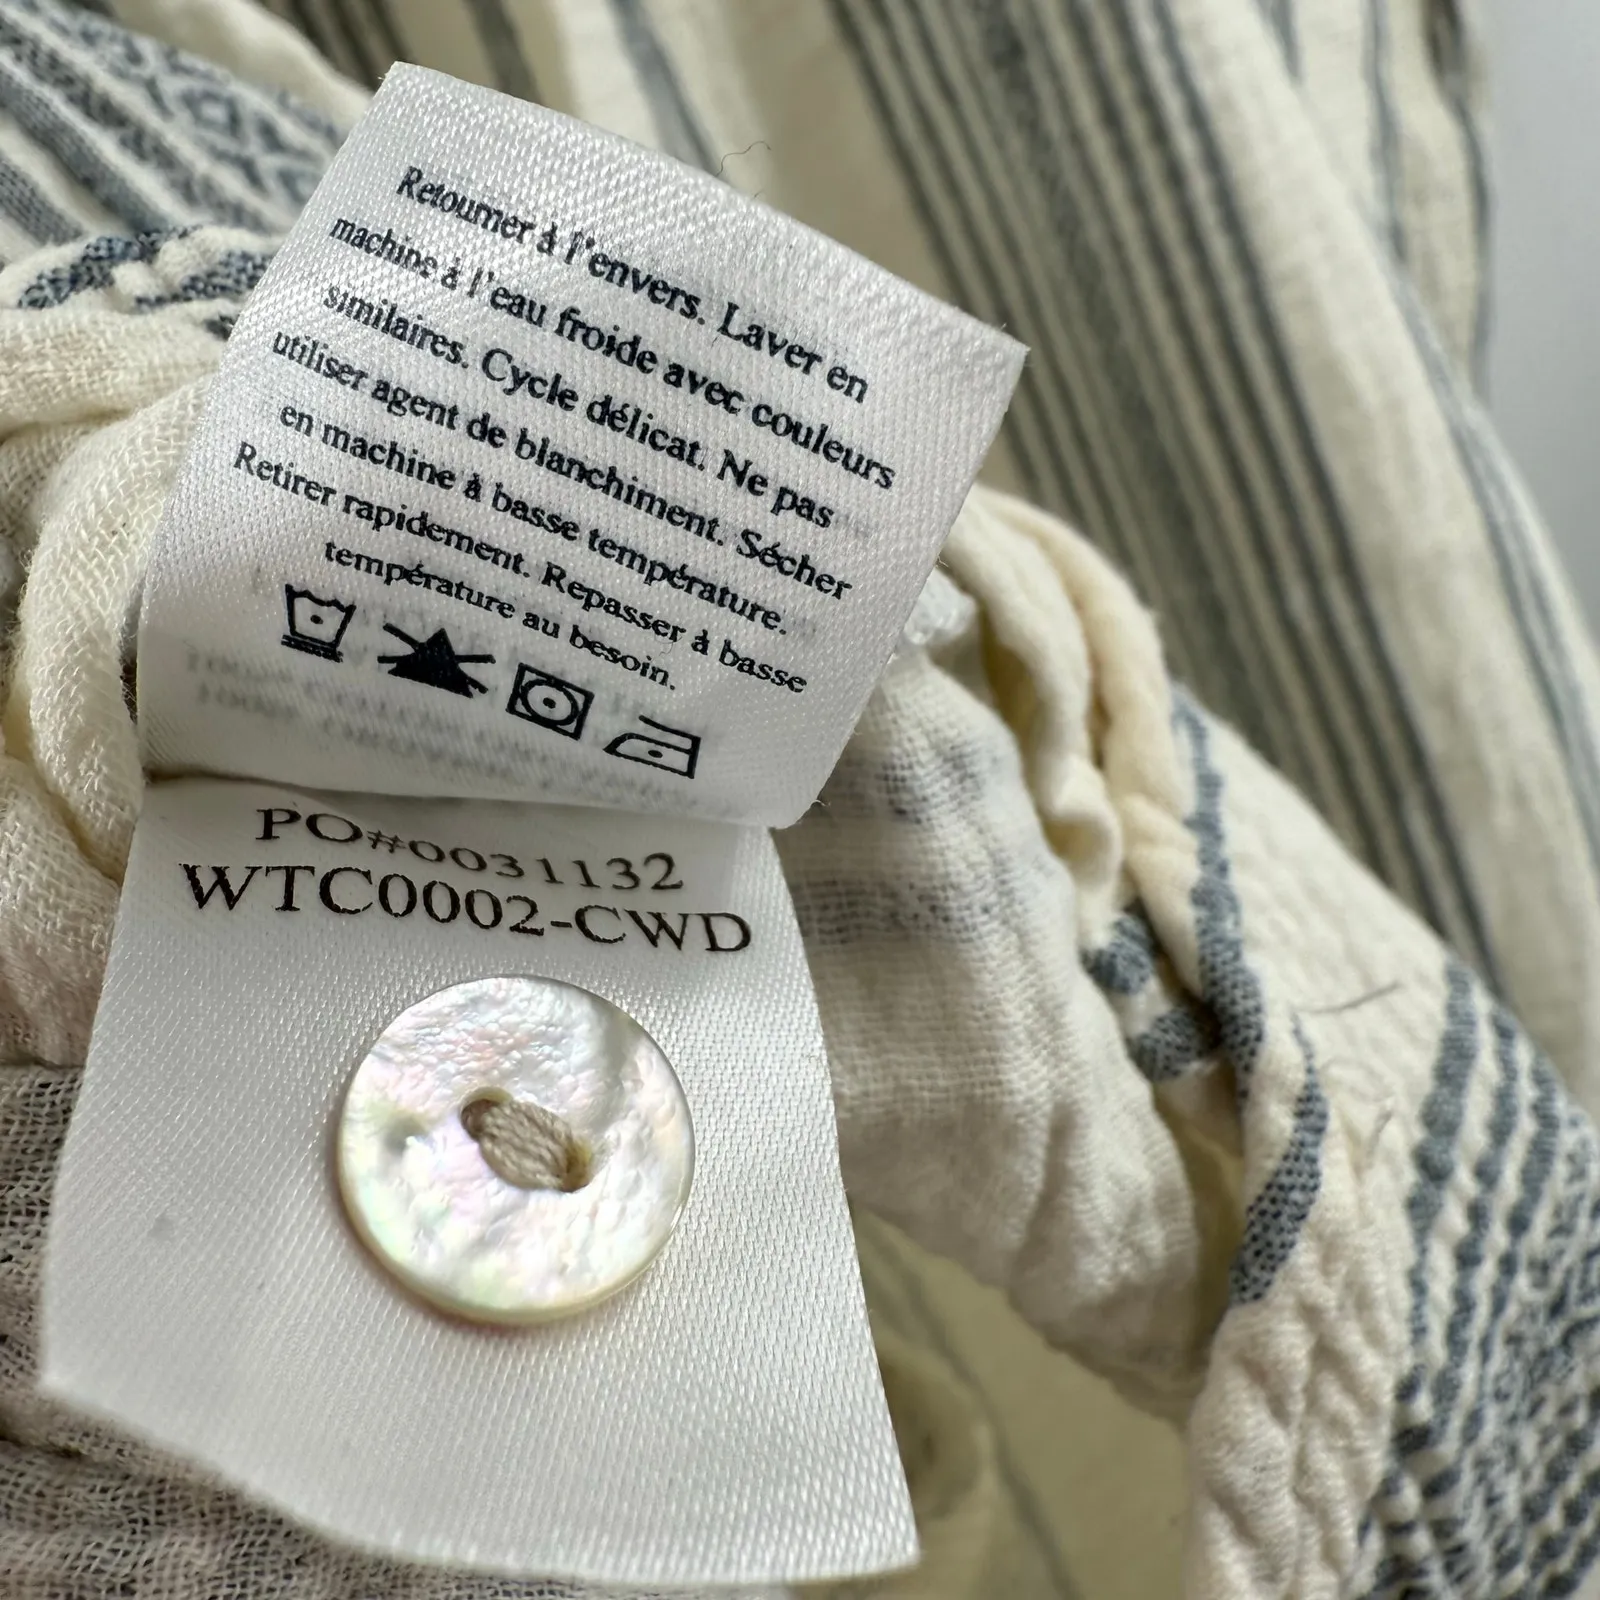 Retourner à l'envers. Laver en
machine à l'eau froide avec couleurs
similaires. Cycle délicat. Ne pas
utiliser agent de blanchiment. Sécher
en machine à basse température.
Retirer rapidement. Repasser à basse
température au besoin.
PO#0031132
WTC0002-CWD